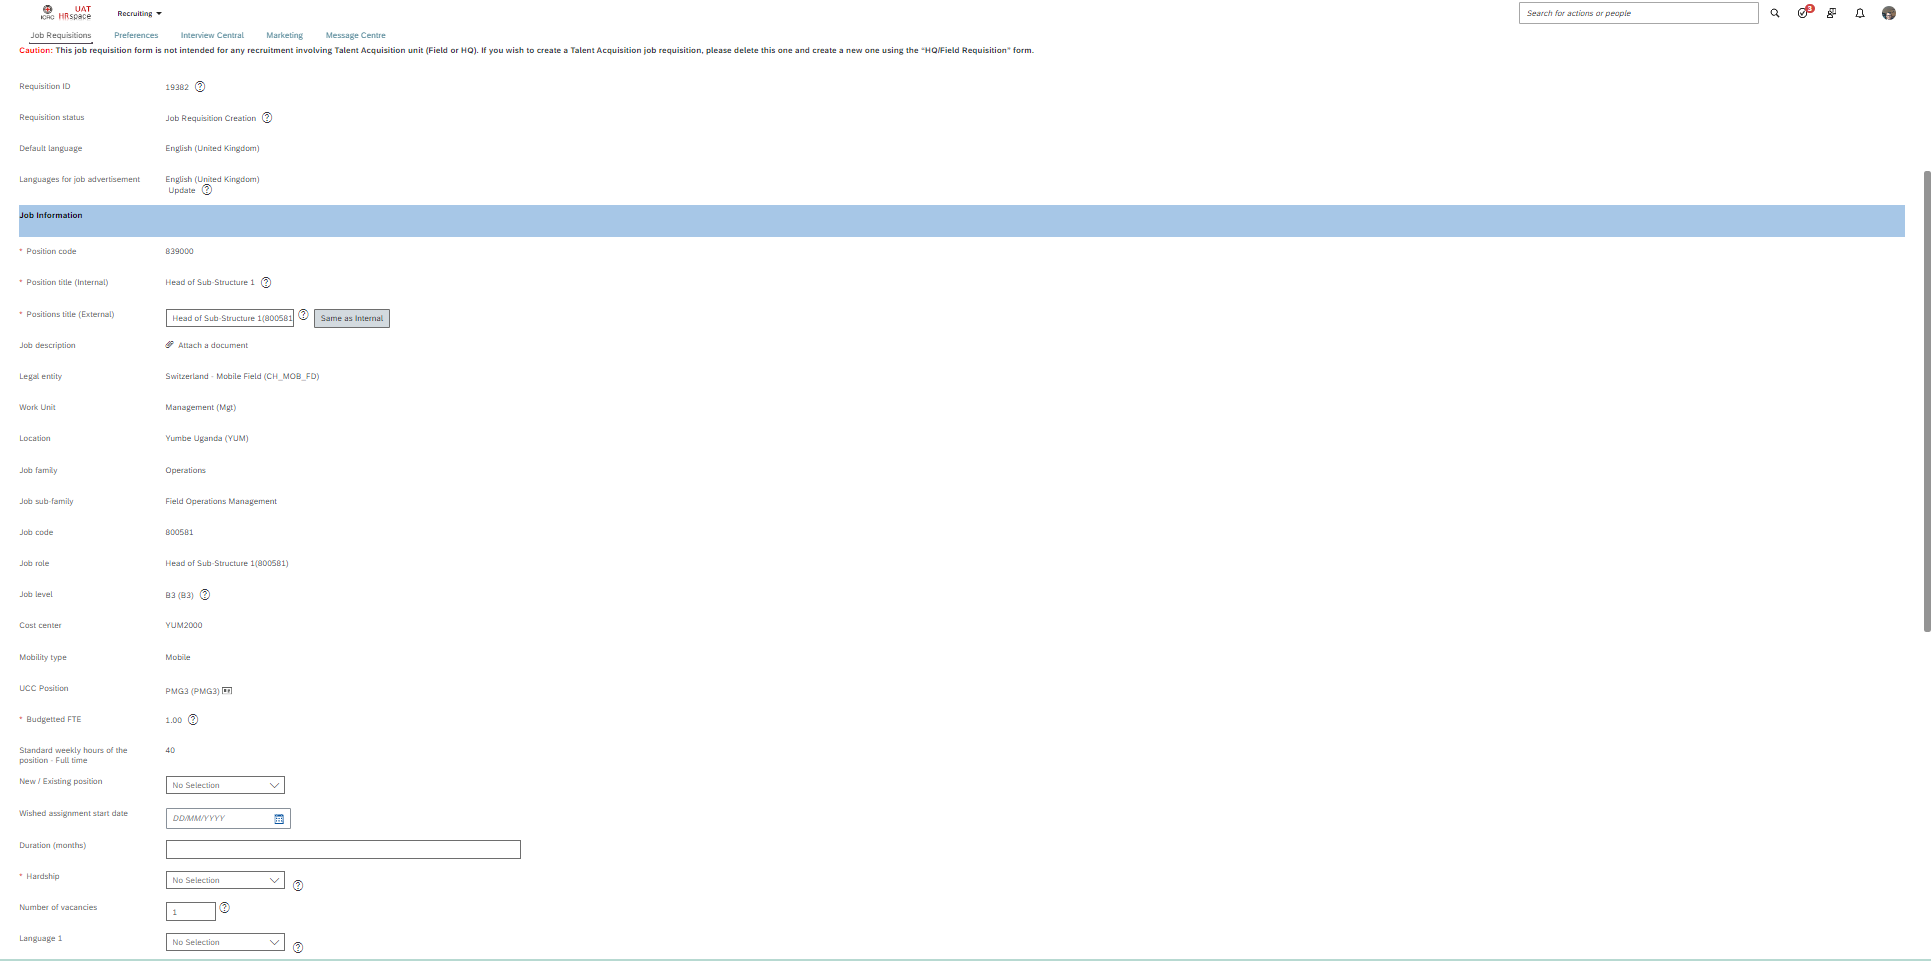 ICRC
UAT
HRspace
Recruiting
Search for actions or people
3
Job Requisitions
Preferences
Interview Central
Marketing
Message Centre
Caution: This job requisition form is not intended for any recruitment involving Talent Acquisition unit (Field or HQ). If you wish to create a Talent Acquisition job requisition, please delete this one and create a new one using the “HQ/Field Requisition” form.
Requisition ID
19382 ?
Requisition status
Job Requisition Creation ?
Default language
English (United Kingdom)
Languages for job advertisement
English (United Kingdom)
Update ?
Job Information
* Position code
839000
* Position title (Internal)
Head of Sub-Structure 1 ?
* Positions title (External)
Head of Sub-Structure 1(800581 ?
Same as Internal
Job description
Attach a document
Legal entity
Switzerland - Mobile Field (CH_MOB_FD)
Work Unit
Management (Mgt)
Location
Yumbe Uganda (YUM)
Job family
Operations
Job sub-family
Field Operations Management
Job code
800581
Job role
Head of Sub-Structure 1(800581)
Job level
B3 (B3) ?
Cost center
YUM2000
Mobility type
Mobile
UCC Position
PMG3 (PMG3)
* Budgetted FTE
1.00 ?
Standard weekly hours of the
position - Full time
40
New / Existing position
No Selection
Wished assignment start date
DD/MM/YYYY
Duration (months)
* Hardship
No Selection ?
Number of vacancies
1 ?
Language 1
No Selection ?